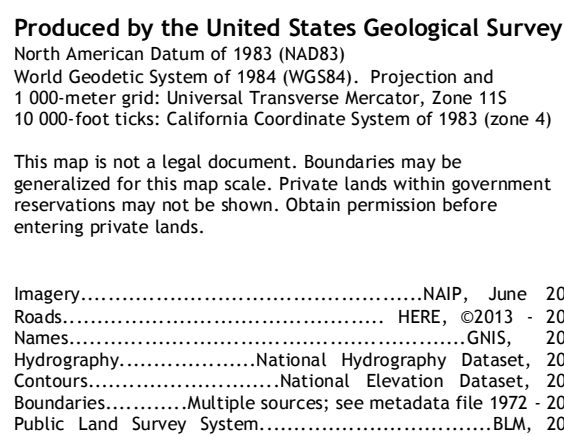 Produced by the United States Geological Survey
North American Datum of 1983 (NAD83)
World Geodetic System of 1984 (WGS84). Projection and
1 000-meter grid: Universal Transverse Mercator, Zone 11S
10 000-foot ticks: California Coordinate System of 1983 (zone 4)
This map is not a legal document. Boundaries may be
generalized for this map scale. Private lands within government
reservations may not be shown. Obtain permission before
entering private lands.
Imagery..................................................NAIP, June 20
Roads............................................... HERE, ©2013 - 20
Names..........................................................GNIS, 20
Hydrography....................National Hydrography Dataset, 20
Contours............................National Elevation Dataset, 20
Boundaries............Multiple sources; see metadata file 1972 - 20
Public Land Survey System..................................BLM, 20